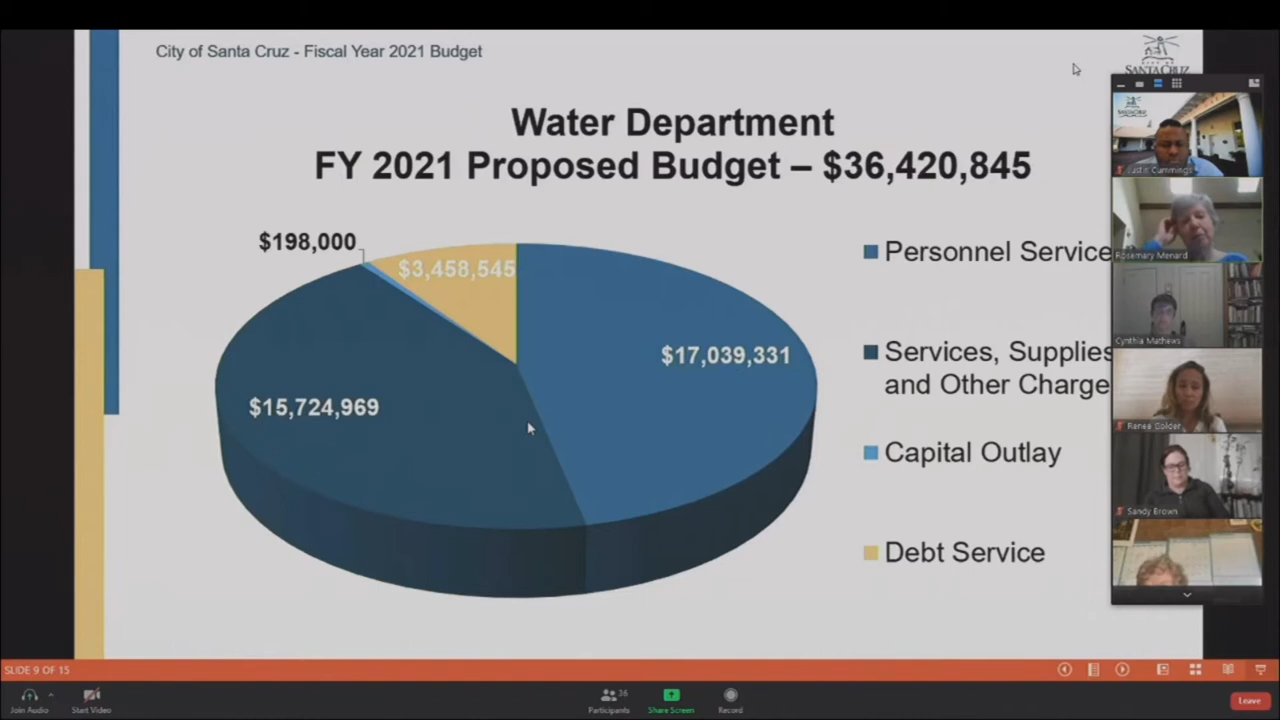 City of Santa Cruz - Fiscal Year 2021 Budget
SANTA CRUZ
Water Department
FY 2021 Proposed Budget – $36,420,845
$198,000
$3,458,545
$17,039,331
$15,724,969
Personnel Service
Services, Supplies
and Other Charge
Capital Outlay
Debt Service
Justin Cummings
Rosemary Menard
Cynthia Mathews
Renee Golder
Sandy Brown
SLIDE 9 OF 15
Join Audio
Start Video
36
Participants
Share Screen
Record
Leave